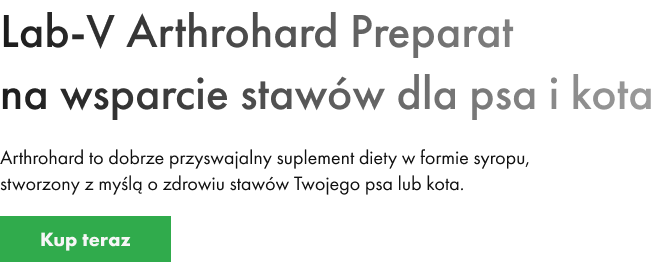 Lab-V Arthrohard Preparat
na wsparcie stawów dla psa i kota
Arthrohard to dobrze przyswajalny suplement diety w formie syropu,
stworzony z myślą o zdrowiu stawów Twojego psa lub kota.
Kup teraz